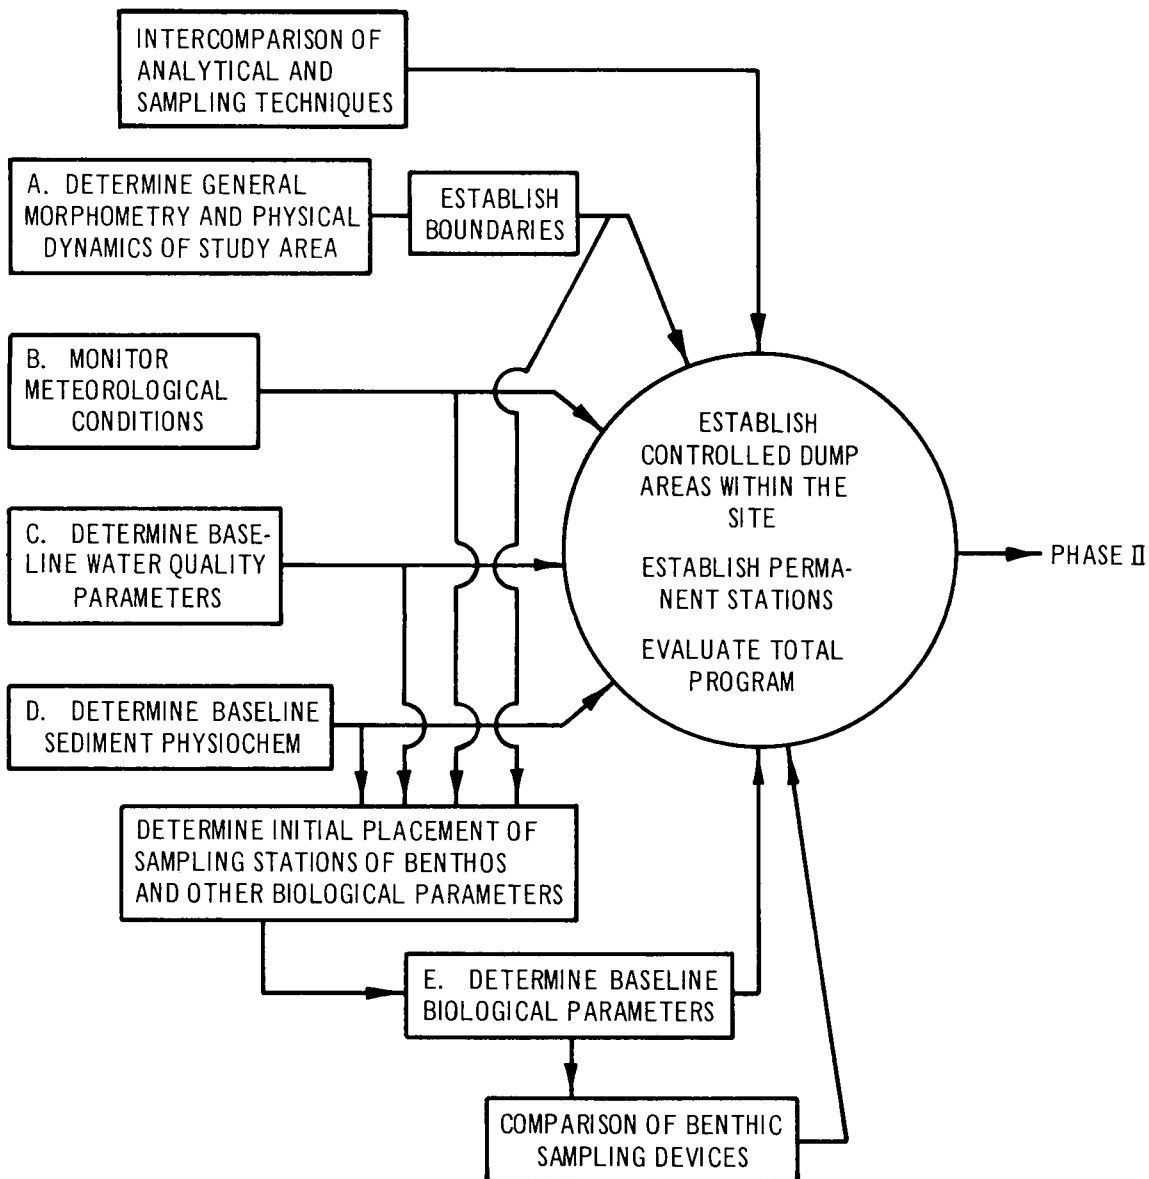 INTERCOMPARISON OF
ANALYTICAL AND
SAMPLING TECHNIQUES
A. DETERMINE GENERAL
MORPHOMETRY AND PHYSICAL
DYNAMICS OF STUDY AREA
ESTABLISH
BOUNDARIES
B. MONITOR
METEOROLOGICAL
CONDITIONS
C. DETERMINE BASE-
LINE WATER QUALITY
PARAMETERS
D. DETERMINE BASELINE
SEDIMENT PHYSIOCHEM
ESTABLISH
CONTROLLED DUMP
AREAS WITHIN THE
SITE
ESTABLISH PERMA-
NENT STATIONS
EVALUATE TOTAL
PROGRAM
PHASE II
DETERMINE INITIAL PLACEMENT OF
SAMPLING STATIONS OF BENTHOS
AND OTHER BIOLOGICAL PARAMETERS
E. DETERMINE BASELINE
BIOLOGICAL PARAMETERS
COMPARISON OF BENTHIC
SAMPLING DEVICES